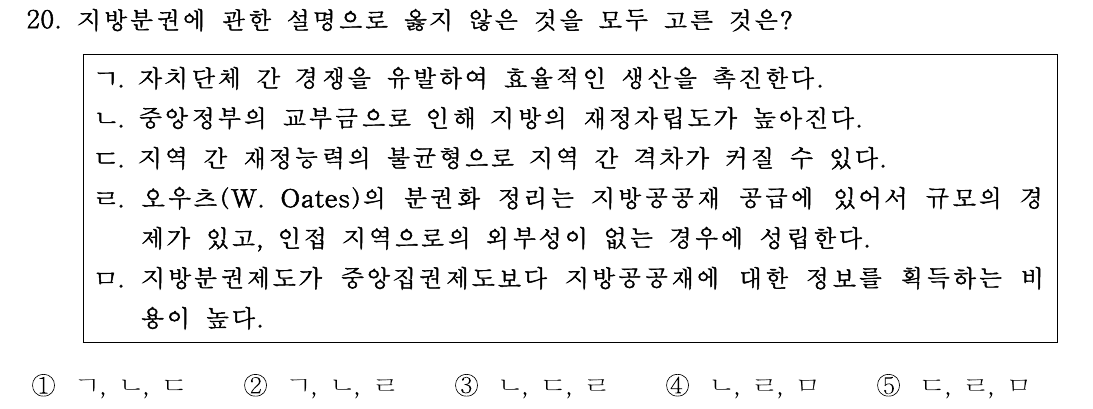 20. 지방분권에 관한 설명으로 옳지 않은 것을 모두 고른 것은?
ㄱ. 자치단체 간 경쟁을 유발하여 효율적인 생산을 촉진한다.
ㄴ. 중앙정부의 교부금으로 인해 지방의 재정자립도가 높아진다.
ㄷ. 지역 간 재정능력의 불균형으로 지역 간 격차가 커질 수 있다.
ㄹ. 오우츠(W. Oates)의 분권화 정리는 지방공공재 공급에 있어서 규모의 경
제가 있고, 인접 지역으로의 외부성이 없는 경우에 성립한다.
ㅁ. 지방분권제도가 중앙집권제도보다 지방공공재에 대한 정보를 획득하는 비
용이 높다.
① ㄱ, ㄴ, ㄷ ② ㄱ, ㄴ, ㄹ ③ ㄴ, ㄷ, ㄹ ④ ㄴ, ㄹ, ㅁ ⑤ ㄷ, ㄹ, ㅁ